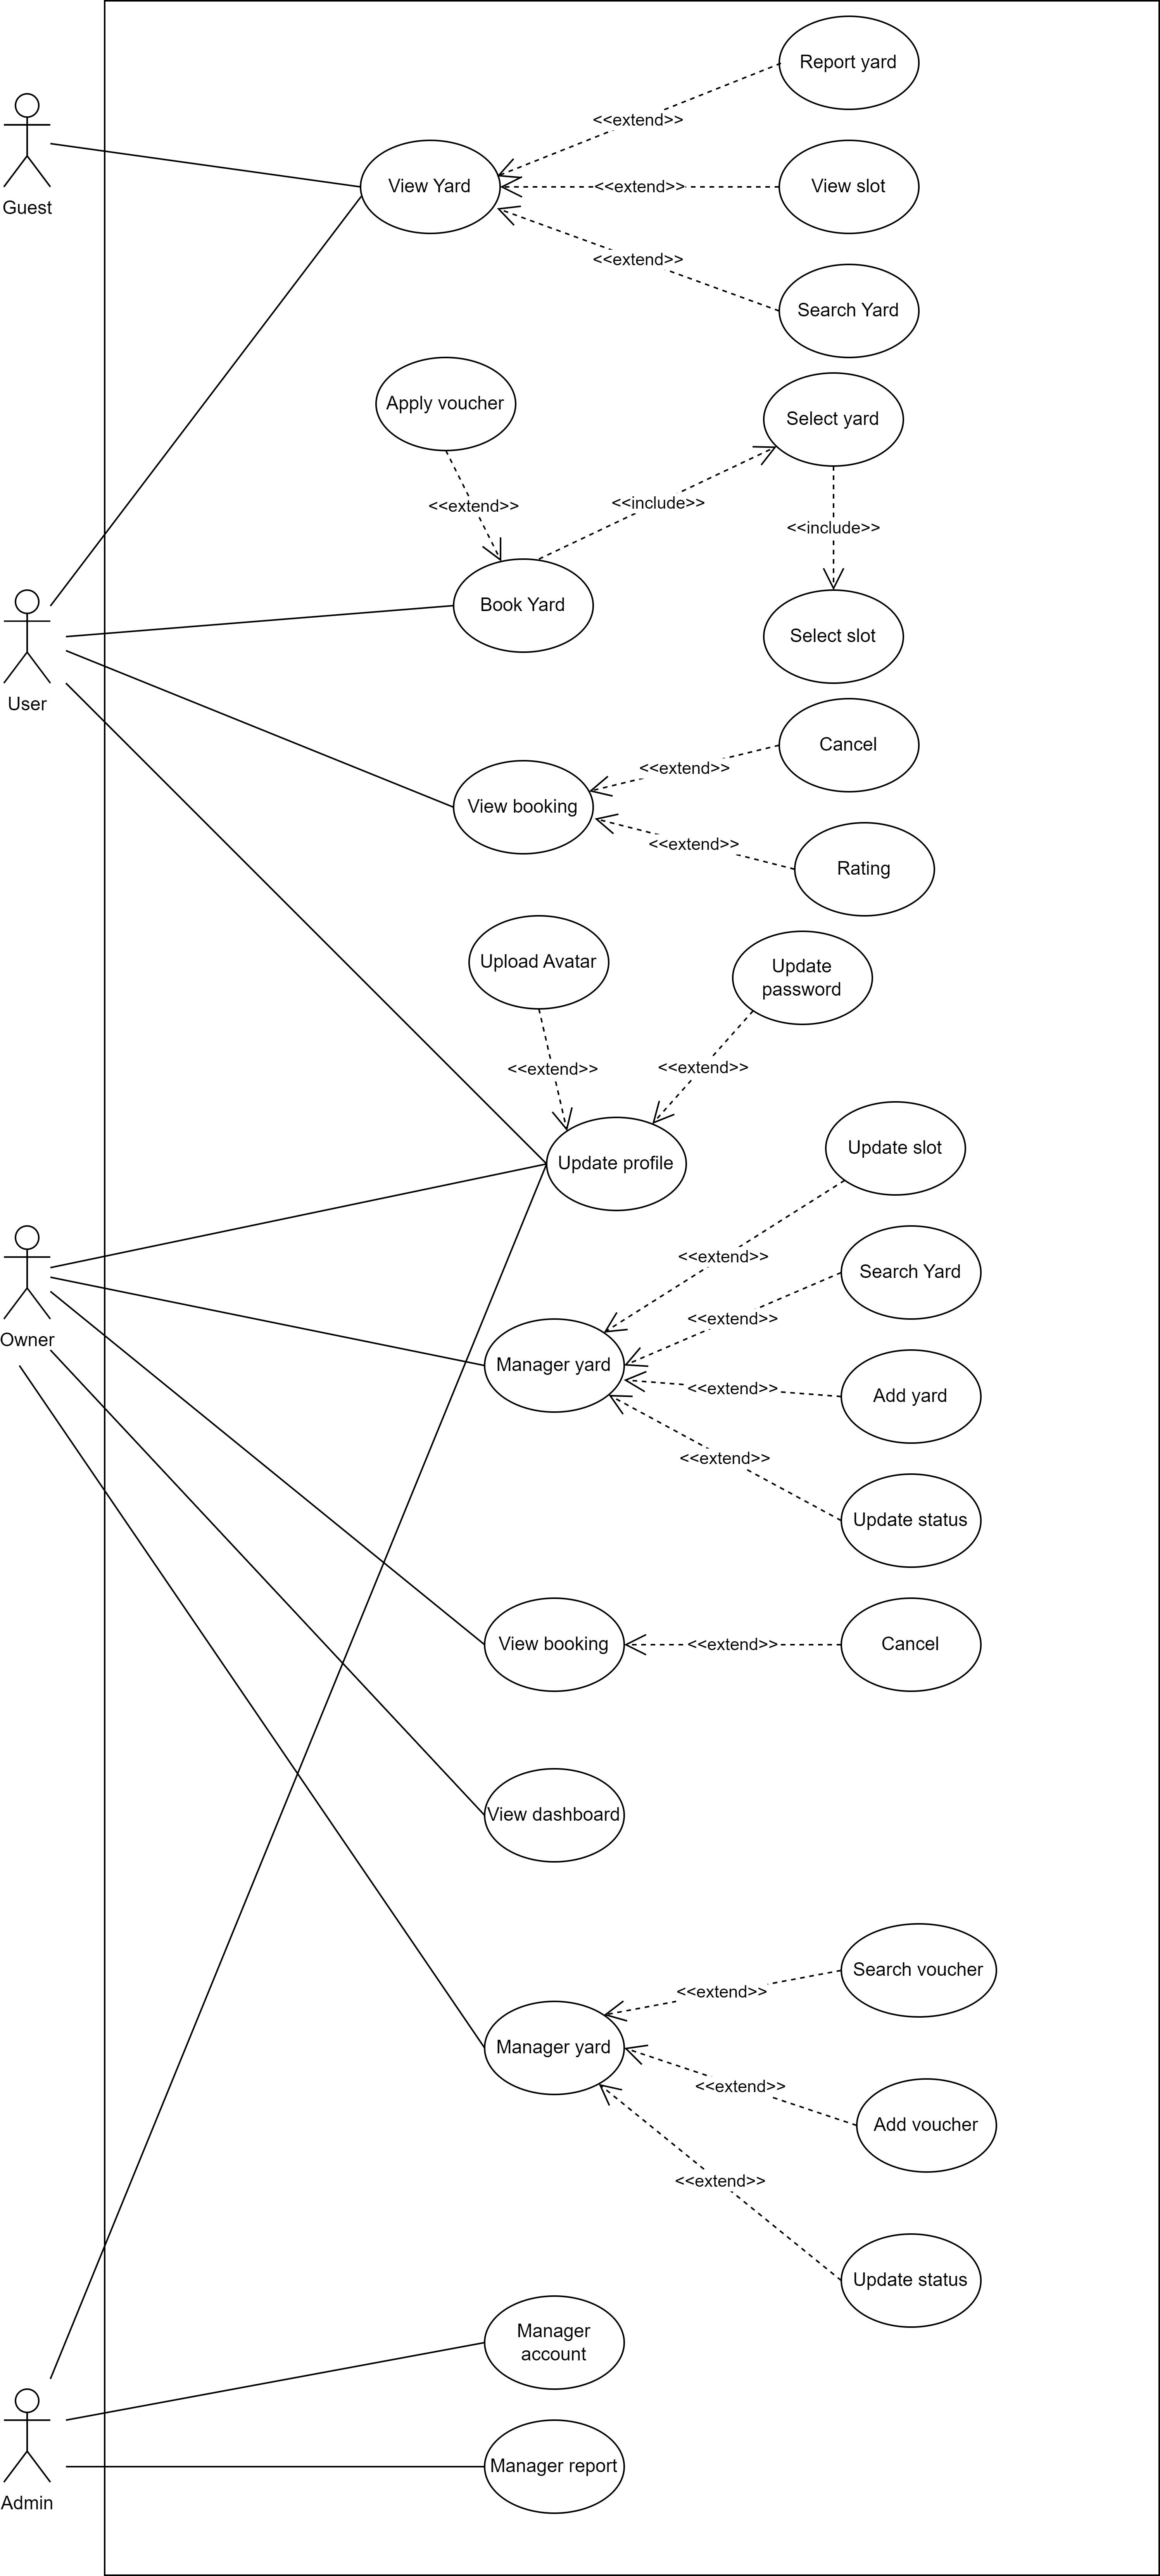 Report yard
<<extend>>
Guest
View Yard
<<extend>>
View slot
<<extend>>
Search Yard
Apply voucher
Select yard
<<extend>>
<<include>>
<<include>>
Book Yard
Select slot
User
Cancel
<<extend>>
View booking
<<extend>>
Rating
Upload Avatar
Update
password
<<extend>>
<<extend>>
Update slot
Update profile
<<extend>>
Search Yard
<<extend>>
Owner
Manager yard
<<extend>>
Add yard
<<extend>>
Update status
View booking
<<extend>>
Cancel
View dashboard
Search voucher
<<extend>>
Manager yard
<<extend>>
Add voucher
<<extend>>
Update status
Manager
account
Manager report
Admin